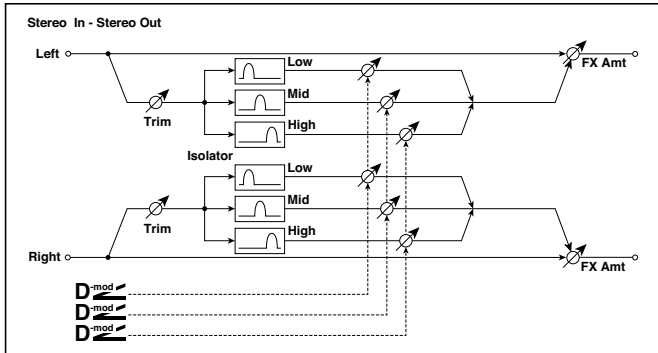 Stereo In - Stereo Out
Left
Low
FX Amt
Mid
Trim
High
Isolator
Low
Mid
Trim
High
Right
FX Amt
D-mod
D-mod
D-mod